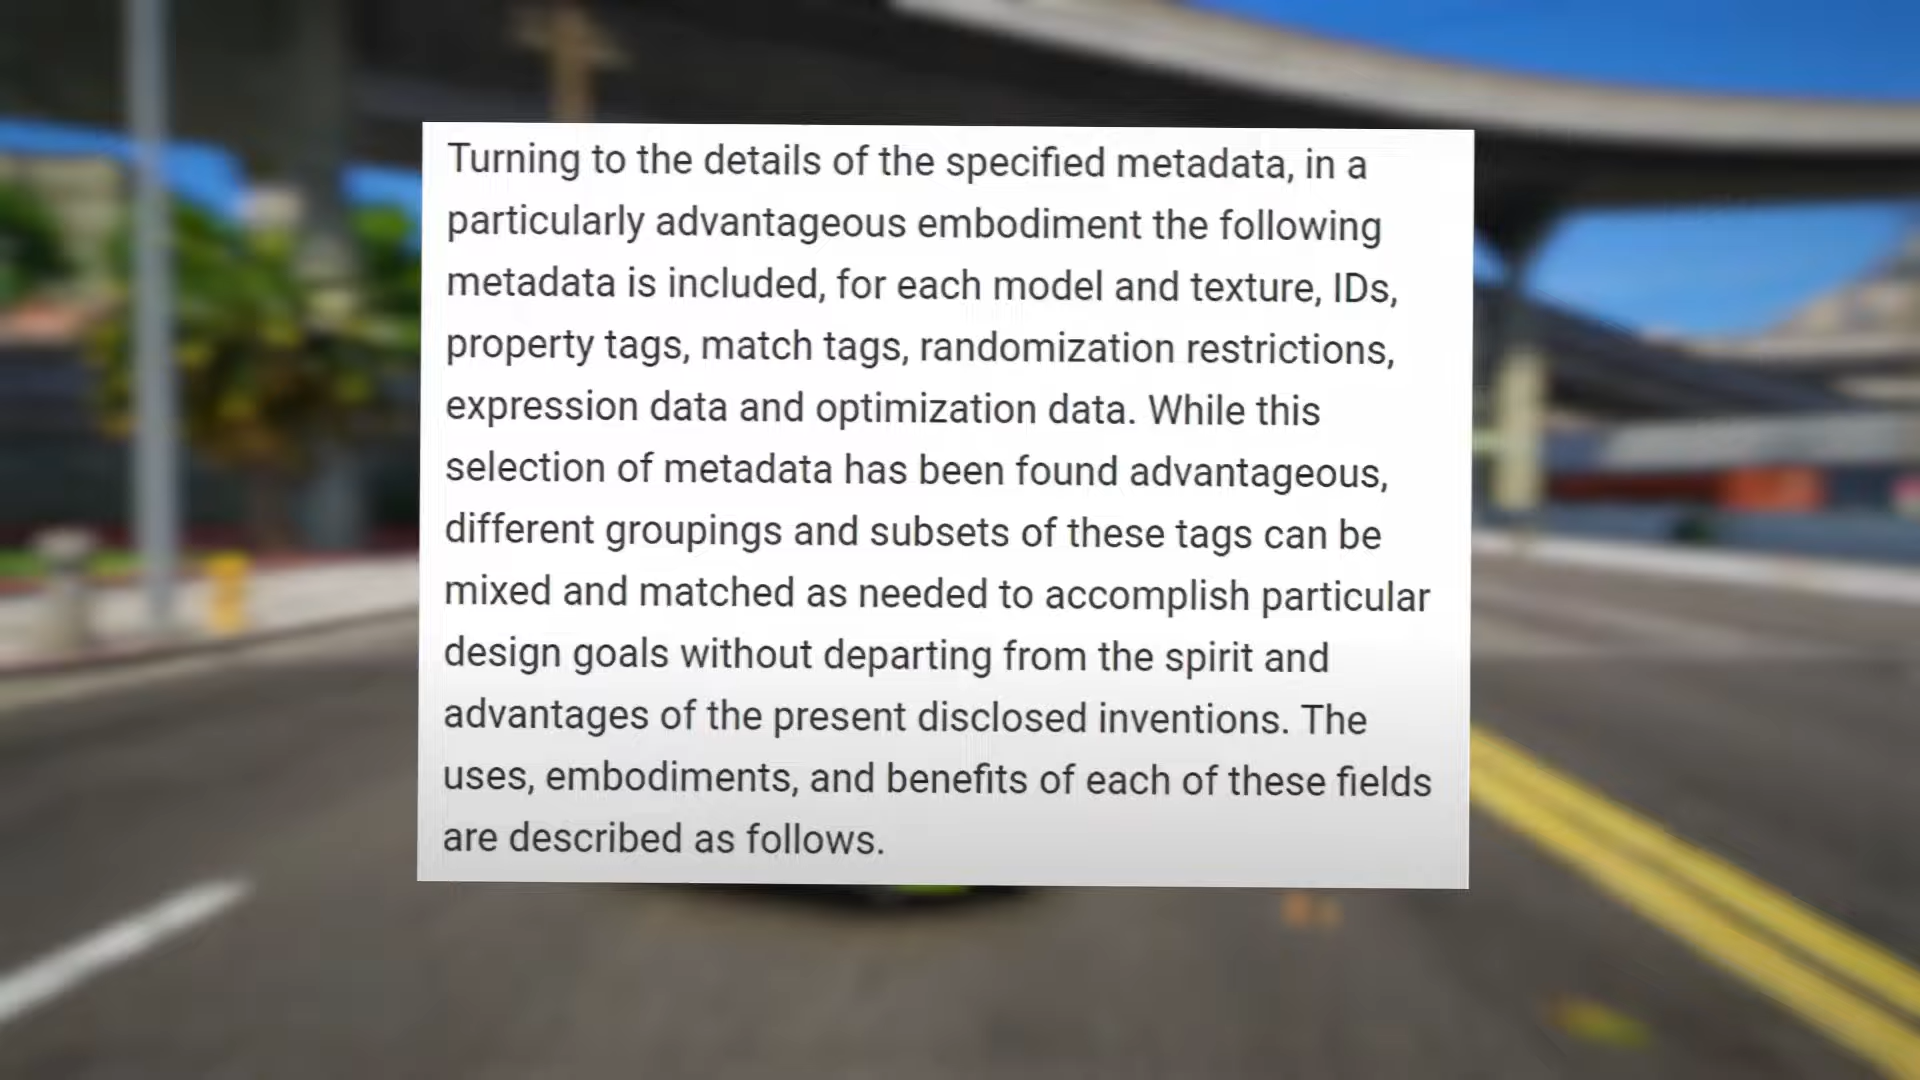 Turning to the details of the specified metadata, in a
particularly advantageous embodiment the following
metadata is included, for each model and texture, IDs,
property tags, match tags, randomization restrictions,
expression data and optimization data. While this
selection of metadata has been found advantageous,
different groupings and subsets of these tags can be
mixed and matched as needed to accomplish particular
design goals without departing from the spirit and
advantages of the present disclosed inventions. The
uses, embodiments, and benefits of each of these fields
are described as follows.